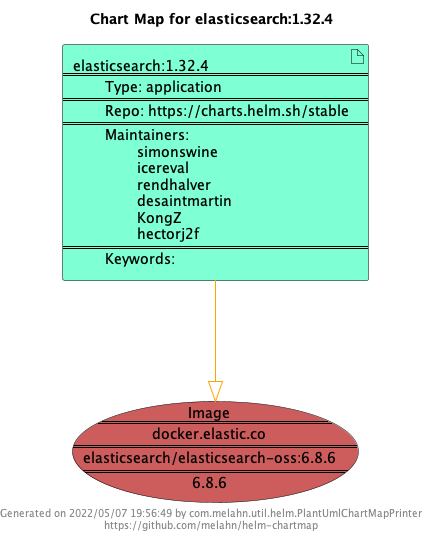 Chart Map for elasticsearch:1.32.4
elasticsearch:1.32.4
Type: application
Repo: https://charts.helm.sh/stable
Maintainers:
simonswine
icereval
rendhalver
desaintmartin
KongZ
hectorj2f
Keywords:
Image
docker.elastic.co
elasticsearch/elasticsearch-oss:6.8.6
6.8.6
Generated on 2022/05/07 19:56:49 by com.melahn.util.helm.PlantUmlChartMapPrinter
https://github.com/melahn/helm-chartmap